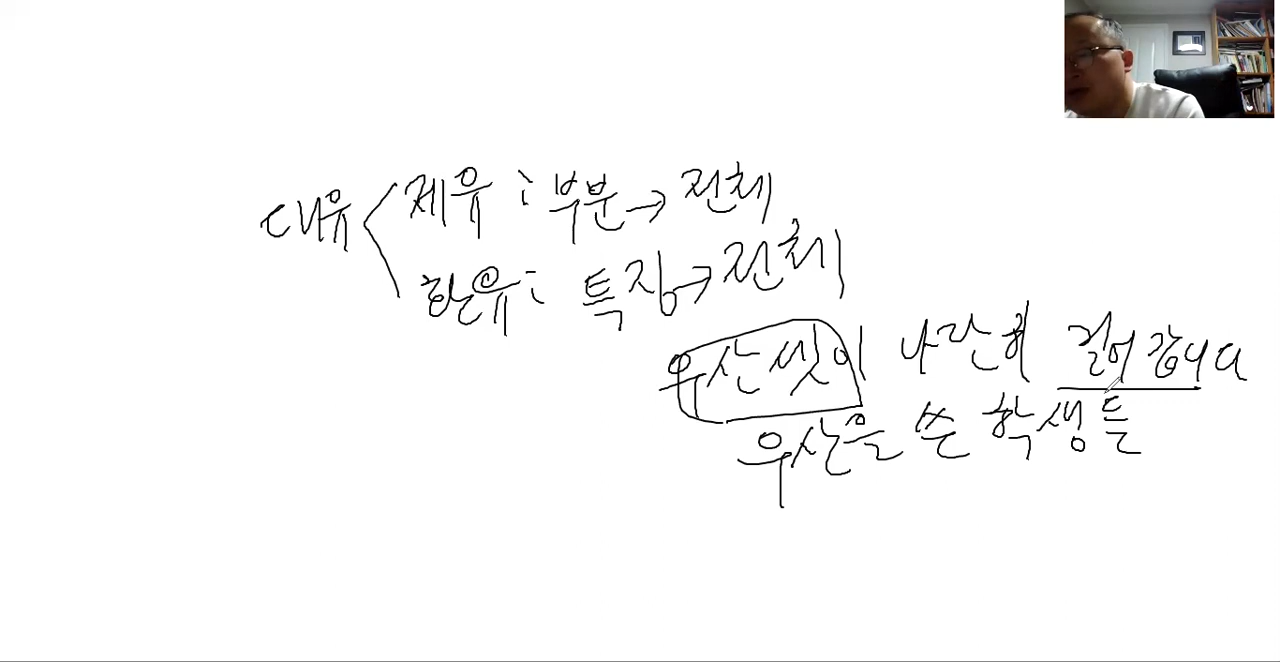 대유 < 제유 : 부분 → 전체
환유 : 특징 → 전체
우산 셋이 나란히 걸어갑니다
우산을 쓴 학생들